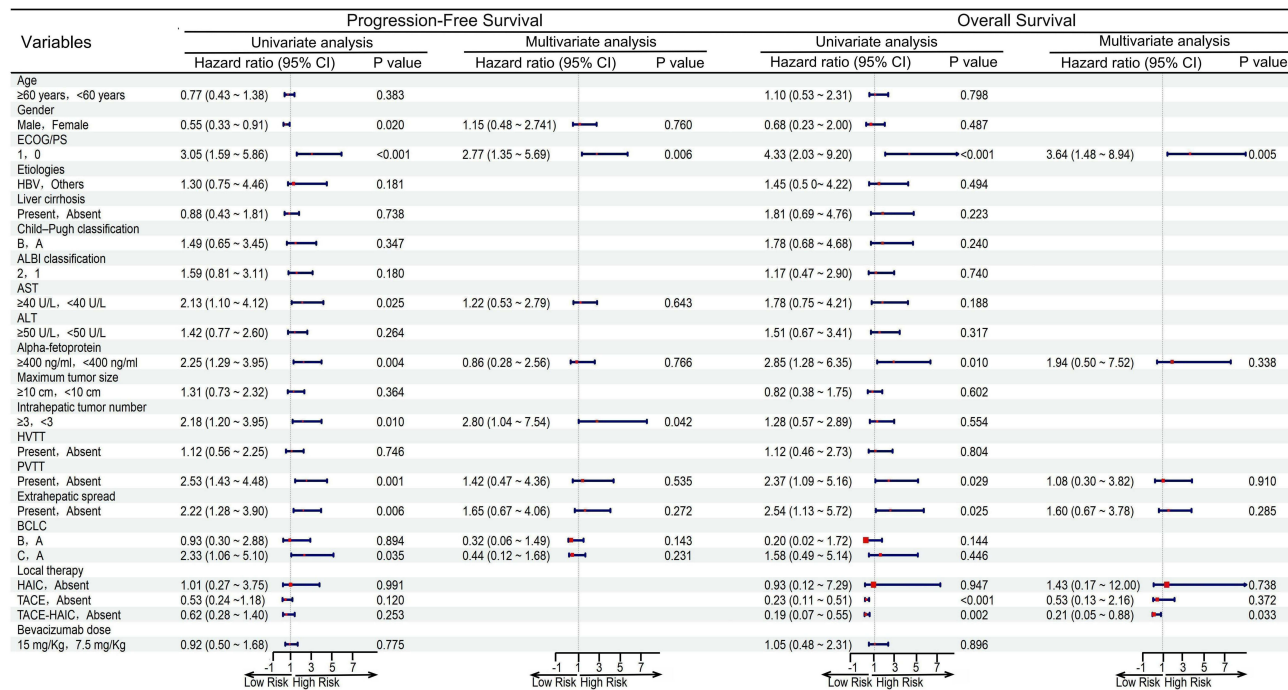 Progression-Free Survival Overall Survival
Variables Univariate analysis Multivariate analysis Univariate analysis Multivariate analysis
Hazard ratio (95% CI) P value Hazard ratio (95% CI) P value Hazard ratio (95% CI) P value Hazard ratio (95% CI) P value
Age
≥60 years, <60 years 0.77 (0.43 ~ 1.38) 0.383 1.10 (0.53 ~ 2.31) 0.798
Gender
Male, Female 0.55 (0.33 ~ 0.91) 0.020 1.15 (0.48 ~ 2.741) 0.760 0.68 (0.23 ~ 2.00) 0.487
ECOG/PS
1, 0 3.05 (1.59 ~ 5.86) <0.001 2.77 (1.35 ~ 5.69) 0.006 4.33 (2.03 ~ 9.20) <0.001 3.64 (1.48 ~ 8.94) 0.005
Etiologies
HBV, Others 1.30 (0.75 ~ 4.46) 0.181 1.45 (0.5 0~ 4.22) 0.494
Liver cirrhosis
Present, Absent 0.88 (0.43 ~ 1.81) 0.738 1.81 (0.69 ~ 4.76) 0.223
Child–Pugh classification
B, A 1.49 (0.65 ~ 3.45) 0.347 1.78 (0.68 ~ 4.68) 0.240
ALBI classification
2, 1 1.59 (0.81 ~ 3.11) 0.180 1.17 (0.47 ~ 2.90) 0.740
AST
≥40 U/L, <40 U/L 2.13 (1.10 ~ 4.12) 0.025 1.22 (0.53 ~ 2.79) 0.643 1.78 (0.75 ~ 4.21) 0.188
ALT
≥50 U/L, <50 U/L 1.42 (0.77 ~ 2.60) 0.264 1.51 (0.67 ~ 3.41) 0.317
Alpha-fetoprotein
≥400 ng/ml, <400 ng/ml 2.25 (1.29 ~ 3.95) 0.004 0.86 (0.28 ~ 2.56) 0.766 2.85 (1.28 ~ 6.35) 0.010 1.94 (0.50 ~ 7.52) 0.338
Maximum tumor size
≥10 cm, <10 cm 1.31 (0.73 ~ 2.32) 0.364 0.82 (0.38 ~ 1.75) 0.602
Intrahepatic tumor number
≥3, <3 2.18 (1.20 ~ 3.95) 0.010 2.80 (1.04 ~ 7.54) 0.042 1.28 (0.57 ~ 2.89) 0.554
HVTT
Present, Absent 1.12 (0.56 ~ 2.25) 0.746 1.12 (0.46 ~ 2.73) 0.804
PVTT
Present, Absent 2.53 (1.43 ~ 4.48) 0.001 1.42 (0.47 ~ 4.36) 0.535 2.37 (1.09 ~ 5.16) 0.029 1.08 (0.30 ~ 3.82) 0.910
Extrahepatic spread
Present, Absent 2.22 (1.28 ~ 3.90) 0.006 1.65 (0.67 ~ 4.06) 0.272 2.54 (1.13 ~ 5.72) 0.025 1.60 (0.67 ~ 3.78) 0.285
BCLC
B, A 0.93 (0.30 ~ 2.88) 0.894 0.32 (0.06 ~ 1.49) 0.143 0.20 (0.02 ~ 1.72) 0.144
C, A 2.33 (1.06 ~ 5.10) 0.035 0.44 (0.12 ~ 1.68) 0.231 1.58 (0.49 ~ 5.14) 0.446
Local therapy
HAIC, Absent 1.01 (0.27 ~ 3.75) 0.991 0.93 (0.12 ~ 7.29) 0.947 1.43 (0.17 ~ 12.00) 0.738
TACE, Absent 0.53 (0.24 ~1.18) 0.120 0.23 (0.11 ~ 0.51) <0.001 0.53 (0.13 ~ 2.16) 0.372
TACE-HAIC, Absent 0.62 (0.28 ~ 1.40) 0.253 0.19 (0.07 ~ 0.55) 0.002 0.21 (0.05 ~ 0.88) 0.033
Bevacizumab dose
15 mg/Kg, 7.5 mg/Kg 0.92 (0.50 ~ 1.68) 0.775 1.05 (0.48 ~ 2.31) 0.896
-1 1 3 5 7 -1 1 3 5 7 -1 1 3 5 7 -1 1 3 5 7
Low Risk High Risk Low Risk High Risk Low Risk High Risk Low Risk High Risk